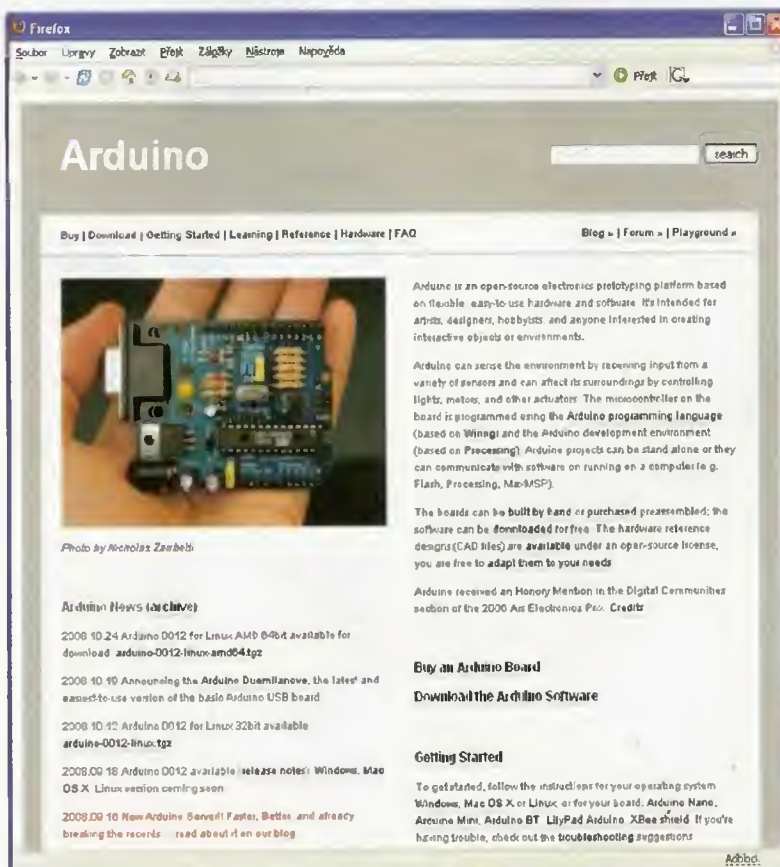 Firefox
Soubor Úpravy Zobrazit Přejít Záložky Nástroje Nápověda
Přejít
Arduino
search
Buy | Download | Getting Started | Learning | Reference | Hardware | FAQ
Blog » | Forum » | Playground »
Photo by Nicholas Zambetti
Arduino News (archive)
2008.10.24 Arduino 0012 for Linux AMD 64bit available for
download arduino-0012-linux-amd64.tgz
2008.10.19 Announcing the Arduino Duemilanove, the latest and
easiest-to-use version of the basic Arduino USB board
2008.10.12 Arduino 0012 for Linux 32bit available
arduino-0012-linux.tgz
2008.09.18 Arduino 0012 available release notes: Windows, Mac
OS X Linux version coming soon
2008.09.16 New Arduino Server!! Faster, Better and already
breaking the records read about it on our blog
Arduino is an open-source electronics prototyping platform based
on flexible, easy-to-use hardware and software. It's intended for
artists, designers, hobbyists, and anyone interested in creating
interactive objects or environments.
Arduino can sense the environment by receiving input from a
variety of sensors and can affect its surroundings by controlling
lights, motors, and other actuators. The microcontroller on the
board is programmed using the Arduino programming language
(based on Wiring) and the Arduino development environment
(based on Processing). Arduino projects can be stand alone or they
can communicate with software on running on a computer (e.g.
Flash, Processing, MaxMSP).
The boards can be built by hand or purchased preassembled; the
software can be downloaded for free. The hardware reference
designs (CAD files) are available under an open-source license,
you are free to adapt them to your needs
Arduino received an Honory Mention in the Digital Communities
section of the 2006 Ars Electronica Prix. Credits
Buy an Arduino Board
Download the Arduino Software
Getting Started
To get started, follow the instructions for your operating system
Windows, Mac OS X or Linux, or for your board: Arduino Nano,
Arduino Mini, Arduino BT LilyPad Arduino XBee shield If you're
having trouble, check out the troubleshooting suggestions